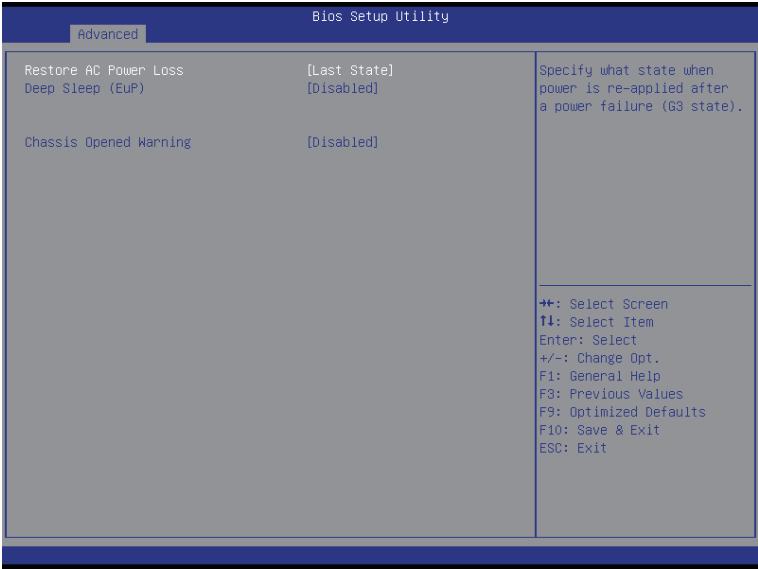 Bios Setup Utility
Advanced
Restore AC Power Loss [Last State]
Deep Sleep (EuP) [Disabled]
Chassis Opened Warning [Disabled]
Specify what state when
power is re-applied after
a power failure (G3 state).
→←: Select Screen
↑↓: Select Item
Enter: Select
+/-: Change Opt.
F1: General Help
F3: Previous Values
F9: Optimized Defaults
F10: Save & Exit
ESC: Exit